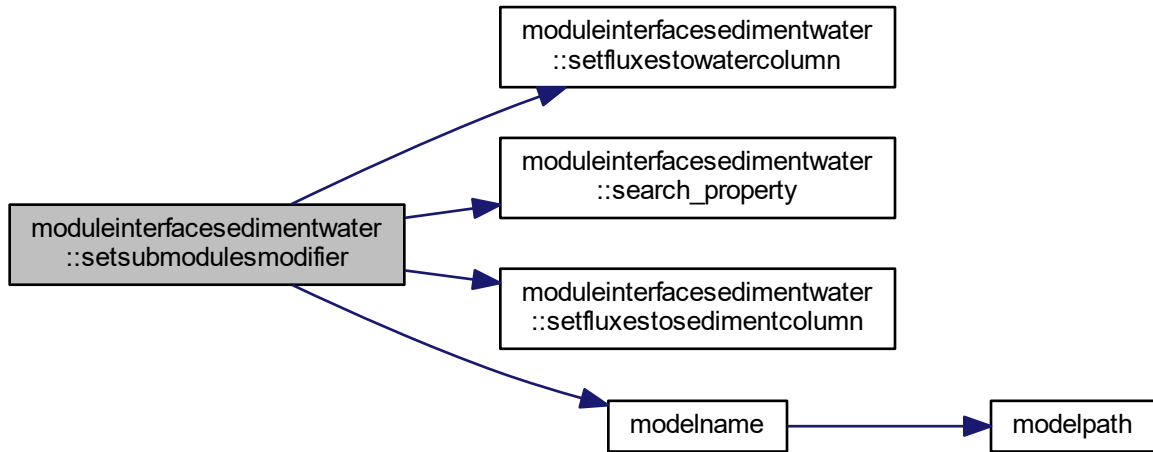 moduleinterfacesedimentwater
::setfluxestowatercolumn
moduleinterfacesedimentwater
::search_property
moduleinterfacesedimentwater
::setsubmodulesmodifier
moduleinterfacesedimentwater
::setfluxestosedimentcolumn
modelname
modelpath